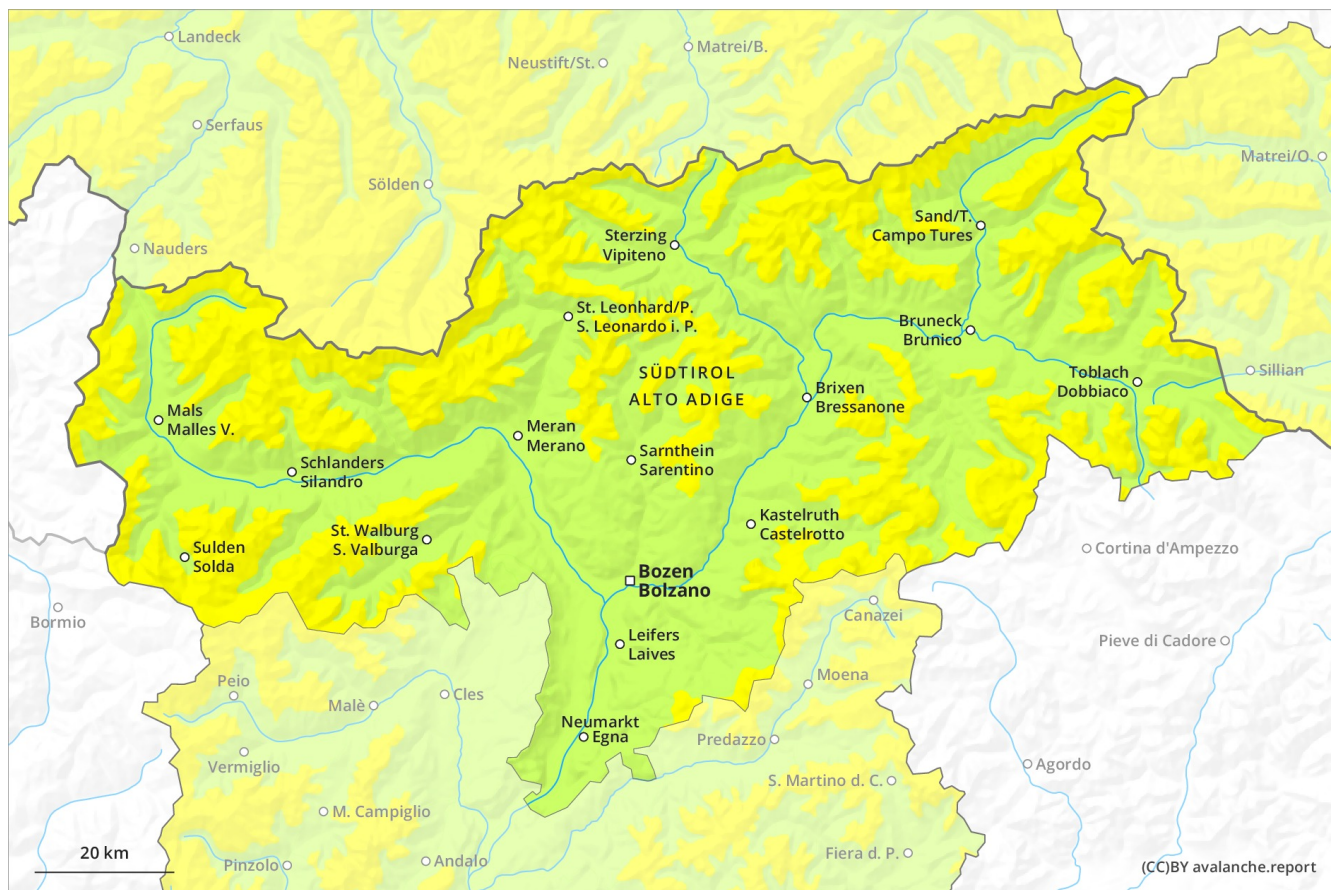 Landeck
Matrei/B.
Neustift/St.
Serfaus
Matrei/O.
Sölden
Sand/T.
Campo Tures
Sterzing
Vipiteno
Nauders
St. Leonhard/P.
S. Leonardo i. P.
Bruneck
Brunico
SÜDTIROL
ALTO ADIGE
Toblach
Dobbiaco
Sillian
Brixen
Bressanone
Mals
Malles V.
Meran
Merano
Sarnthein
Sarentino
Schlanders
Silandro
Kastelruth
Castelrotto
St. Walburg
S. Valburga
Sulden
Solda
Cortina d'Ampezzo
Bozen
Bolzano
Bormio
Canazei
Leifers
Laives
Pieve di Cadore
Peio
Moena
Malè
Cles
Neumarkt
Egna
Predazzo
Vermiglio
Agordo
S. Martino d. C.
M. Campiglio
20 km
Pinzolo
Andalo
Fiera d. P.
(CC)BY avalanche.report